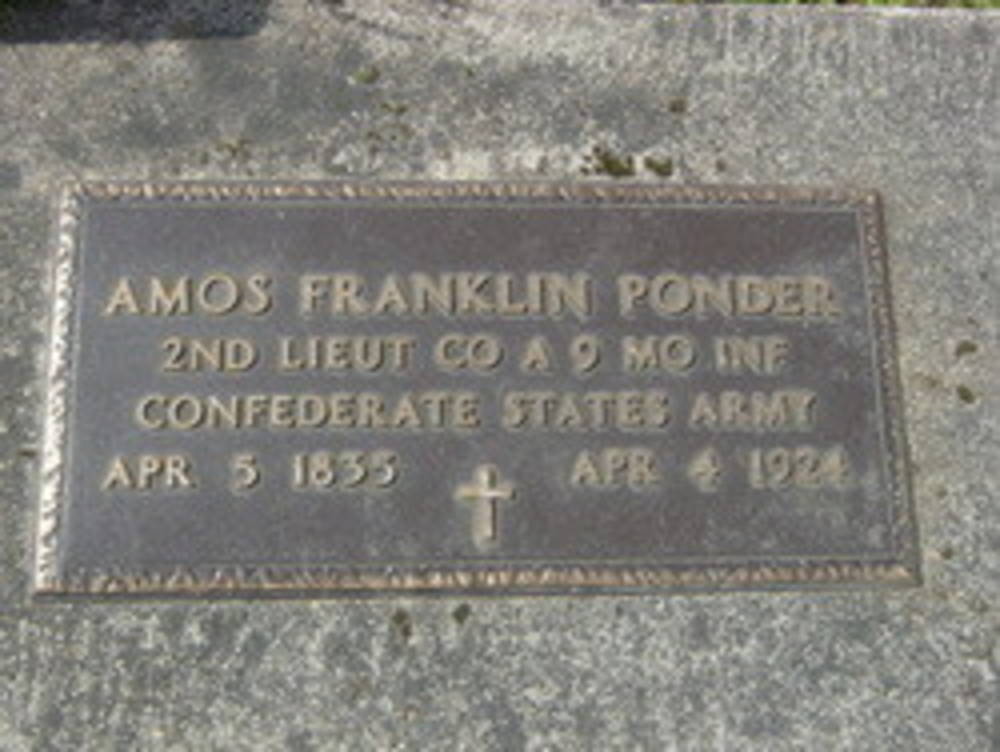 AMOS FRANKLIN PONDER
2ND LIEUT CO A 9 MO INF
CONFEDERATE STATES ARMY
APR 5 1835 APR 4 1924